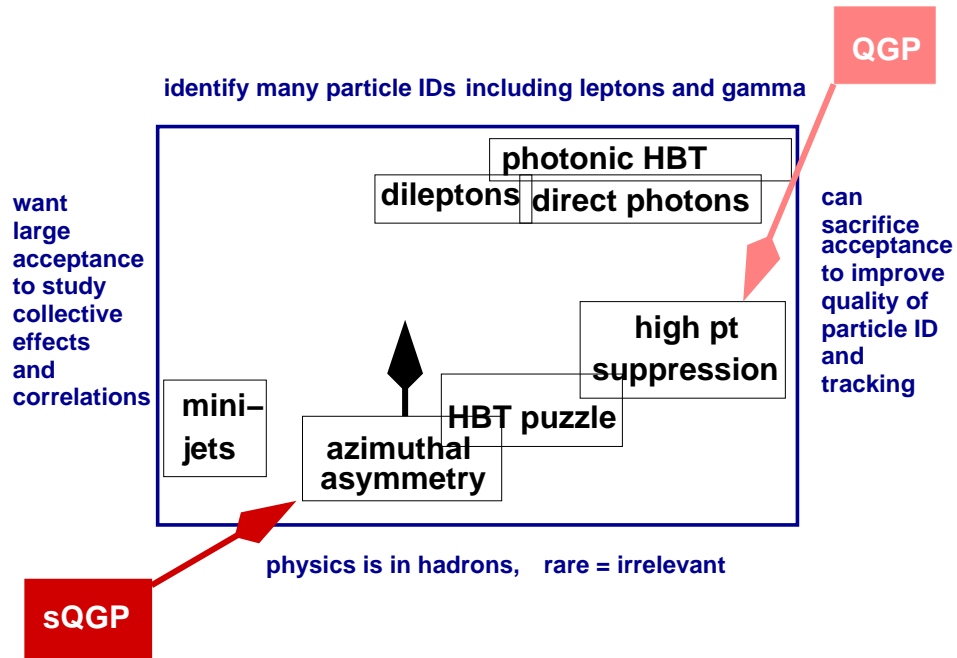 QGP
identify many particle IDs including leptons and gamma
photonic HBT
dileptons
direct photons
want
large
acceptance
to study
collective
effects
and
correlations
can
sacrifice
acceptance
to improve
quality of
particle ID
and
tracking
high pt
suppression
mini–
jets
HBT puzzle
azimuthal
asymmetry
physics is in hadrons, rare = irrelevant
sQGP